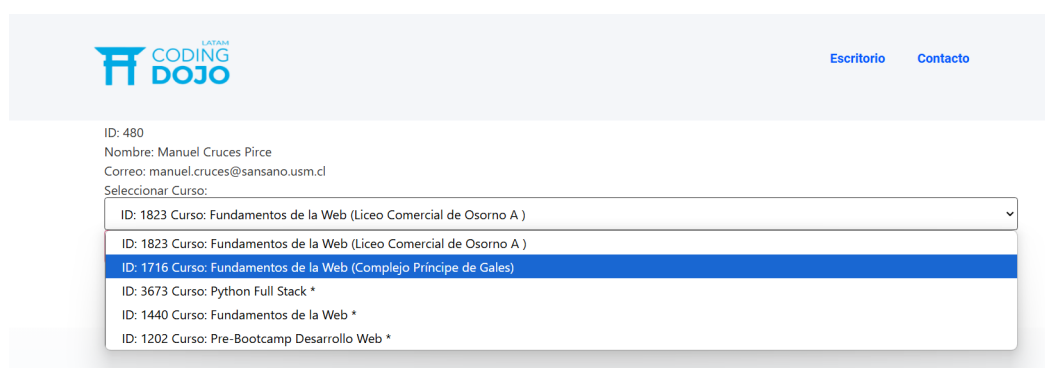 LATAM
CODING
DOJO
Escritorio Contacto
ID: 480
Nombre: Manuel Cruces Pirce
Correo: manuel.cruces@sansano.usm.cl
Seleccionar Curso:
ID: 1823 Curso: Fundamentos de la Web (Liceo Comercial de Osorno A )
ID: 1823 Curso: Fundamentos de la Web (Liceo Comercial de Osorno A )
ID: 1716 Curso: Fundamentos de la Web (Complejo Príncipe de Gales)
ID: 3673 Curso: Python Full Stack *
ID: 1440 Curso: Fundamentos de la Web *
ID: 1202 Curso: Pre-Bootcamp Desarrollo Web *